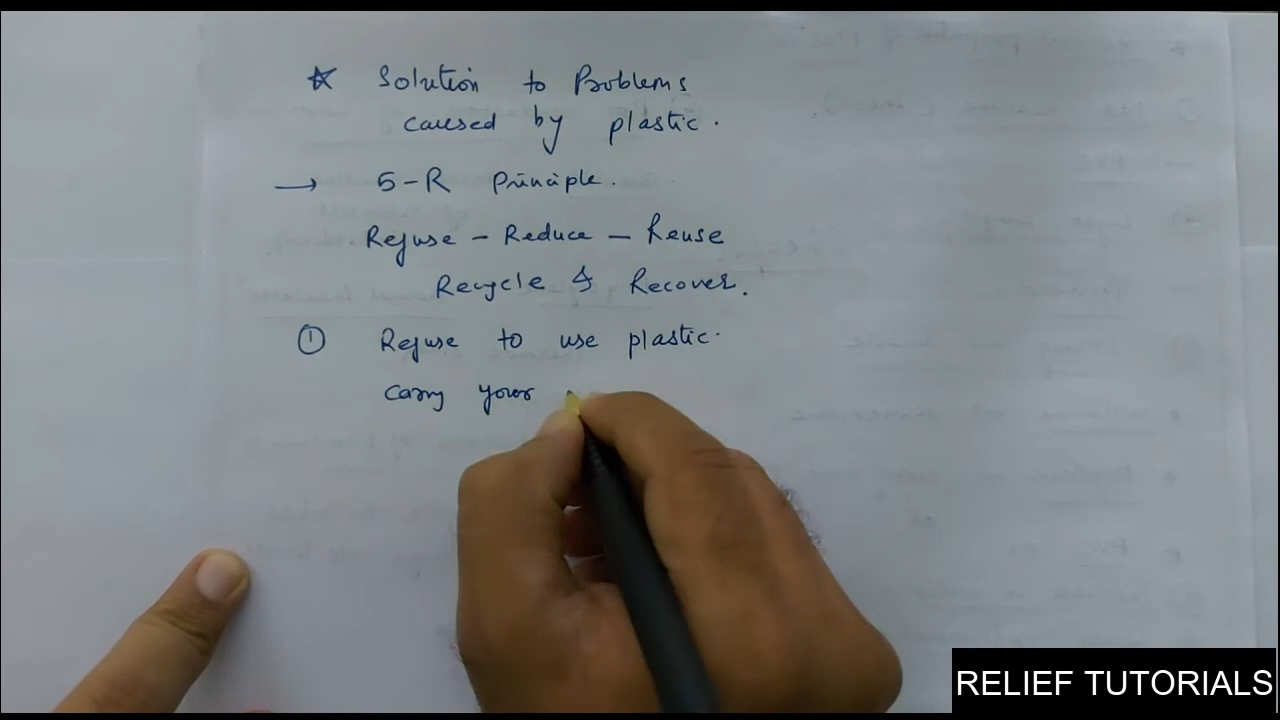 ☆ Solution to Problems
caused by plastic.
→ 5-R Principle.
Refuse - Reduce - Reuse
Recycle & Recover.
① Refuse to use plastic.
carry your
RELIEF TUTORIALS